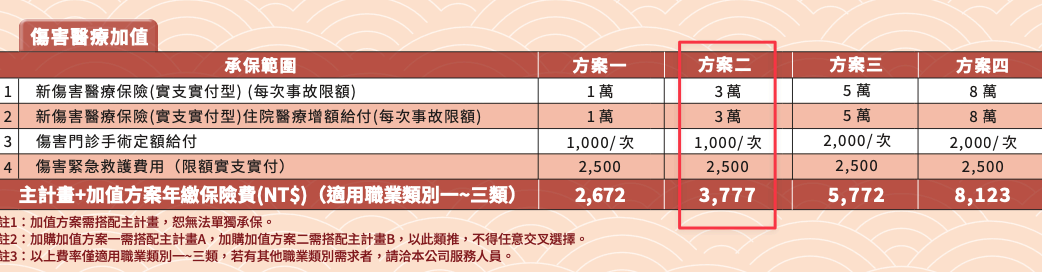 傷害醫療加值
承保範圍 方案一 方案二 方案三 方案四
1 新傷害醫療保險(實支實付型) (每次事故限額) 1 萬 3 萬 5 萬 8 萬
2 新傷害醫療保險(實支實付型)住院醫療增額給付(每次事故限額) 1 萬 3 萬 5 萬 8 萬
3 傷害門診手術定額給付 1,000/ 次 1,000/ 次 2,000/ 次 2,000/ 次
4 傷害緊急救護費用（限額實支實付） 2,500 2,500 2,500 2,500
主計畫+加值方案年繳保險費(NT$)（適用職業類別一~三類） 2,672 3,777 5,772 8,123
註1：加值方案需搭配主計畫，恕無法單獨承保。
註2：加購加值方案一需搭配主計畫A，加購加值方案二需搭配主計畫B，以此類推，不得任意交叉選擇。
註3：以上費率僅適用職業類別一~三類，若有其他職業類別需求者，請洽本公司服務人員。